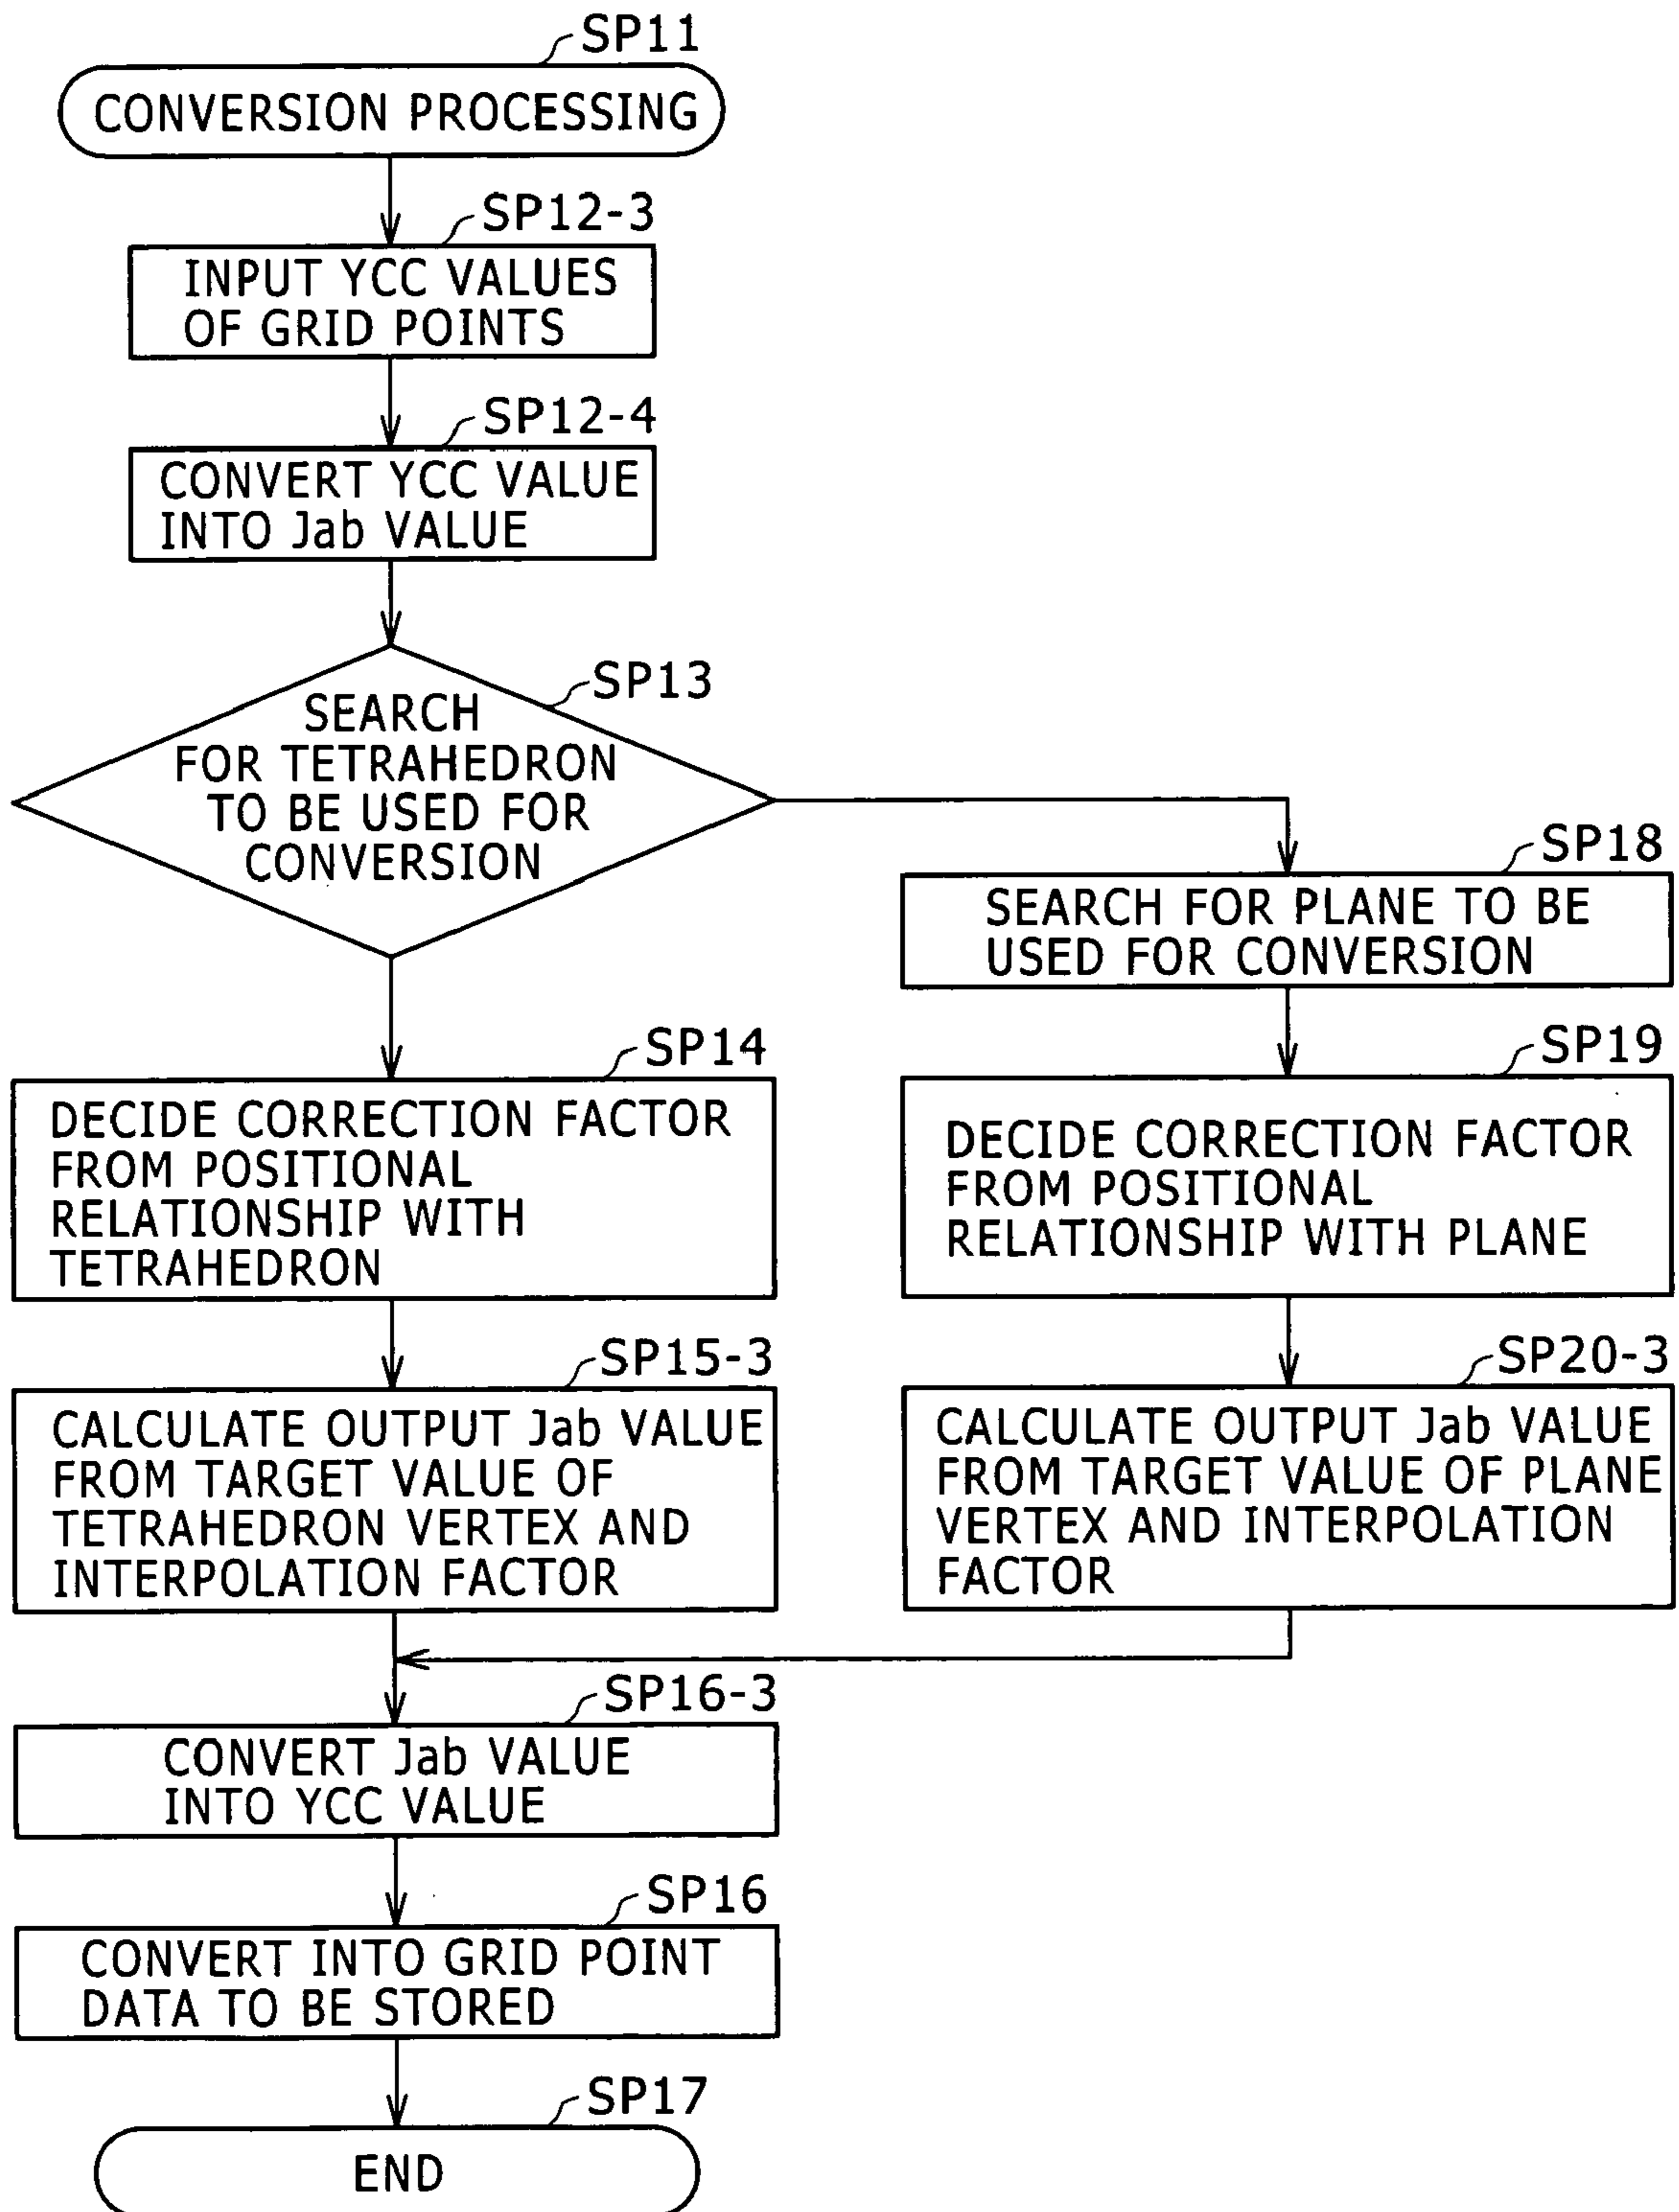 SP11
CONVERSION PROCESSING
SP12-3
INPUT YCC VALUES
OF GRID POINTS
SP12-4
CONVERT YCC VALUE
INTO Jab VALUE
SP13
SEARCH
FOR TETRAHEDRON
TO BE USED FOR
CONVERSION
SP18
SEARCH FOR PLANE TO BE
USED FOR CONVERSION
SP14
DECIDE CORRECTION FACTOR
FROM POSITIONAL
RELATIONSHIP WITH
TETRAHEDRON
SP19
DECIDE CORRECTION FACTOR
FROM POSITIONAL
RELATIONSHIP WITH PLANE
SP15-3
CALCULATE OUTPUT Jab VALUE
FROM TARGET VALUE OF
TETRAHEDRON VERTEX AND
INTERPOLATION FACTOR
SP20-3
CALCULATE OUTPUT Jab VALUE
FROM TARGET VALUE OF PLANE
VERTEX AND INTERPOLATION
FACTOR
SP16-3
CONVERT Jab VALUE
INTO YCC VALUE
SP16
CONVERT INTO GRID POINT
DATA TO BE STORED
SP17
END